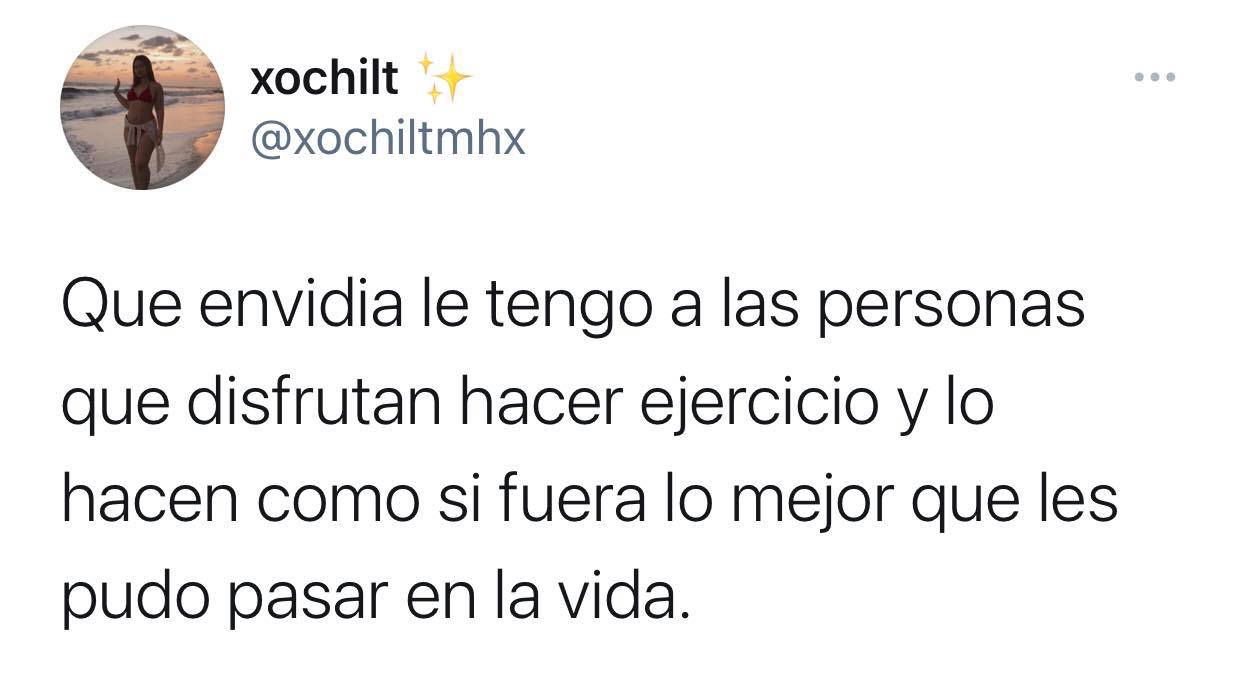 xochilt ✨
@xochiltmhx
Que envidia le tengo a las personas
que disfrutan hacer ejercicio y lo
hacen como si fuera lo mejor que les
pudo pasar en la vida.